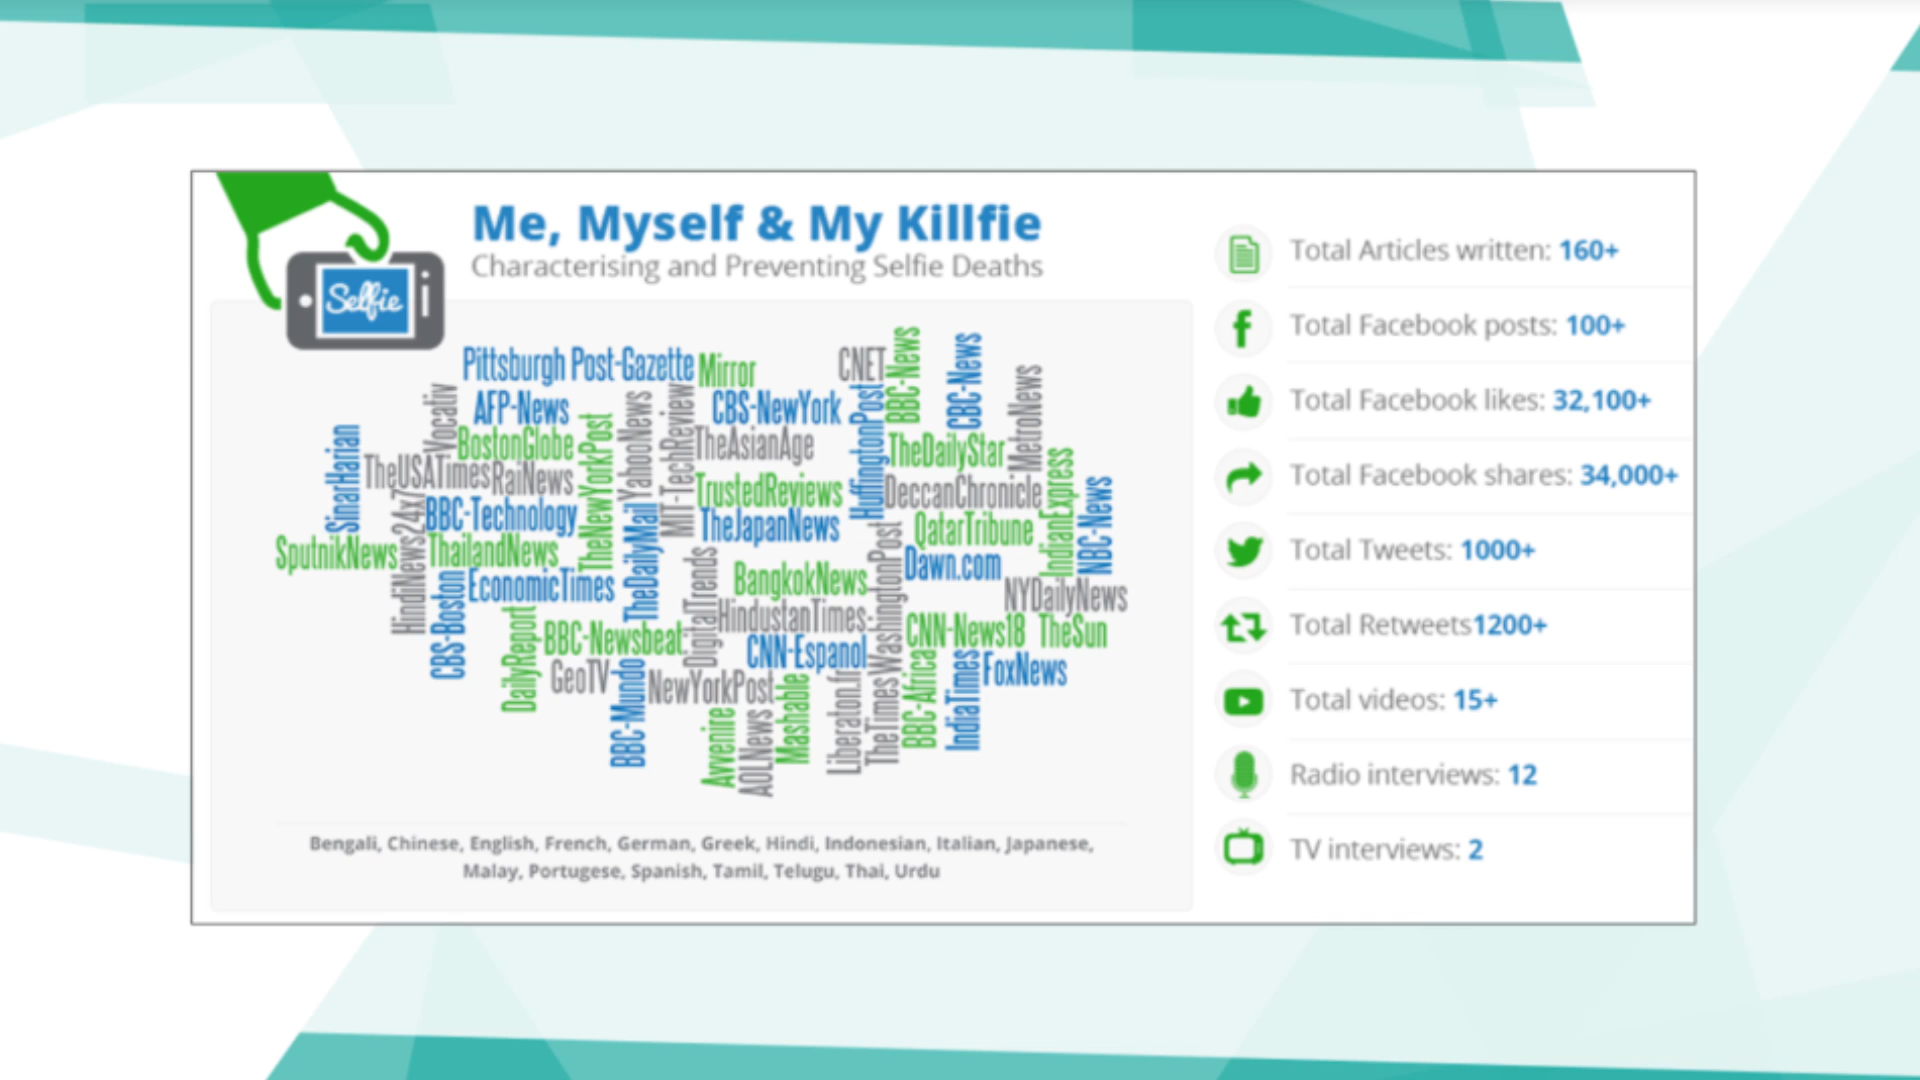 Me, Myself & My Killfie
Characterising and Preventing Selfie Deaths
Selfie
Pittsburgh Post-Gazette
Mirror
CNET
BBC-News
CBC-News
MetroNews
Vocativ
AFP-News
CBS-NewYork
HuffingtonPost
BostonGlobe
TheNewYorkPost
YahooNews
MIT-TechReview
TheAsianAge
TheDailyStar
SinarHarian
TheUSATimes
RaiNews
TrustedReviews
DeccanChronicle
IndianExpress
NBC-News
HindiNews24x7
BBC-Technology
TheDailyMail
TheJapanNews
QatarTribune
SputnikNews
ThailandNews
DigitalTrends
BangkokNews
TheTimesWashingtonPost
Dawn.com
CBS-Boston
EconomicTimes
HindustanTimes
NYDailyNews
DailyReport
BBC-Newsbeat
CNN-Espanol
CNN-News18
TheSun
GeoTV
BBC-Mundo
NewYorkPost
Mashable
Liberaton.fr
BBC-Africa
IndiaTimes
FoxNews
Avvenire
AOLNews
Bengali, Chinese, English, French, German, Greek, Hindi, Indonesian, Italian, Japanese,
Malay, Portugese, Spanish, Tamil, Telugu, Thai, Urdu
Total Articles written: 160+
Total Facebook posts: 100+
Total Facebook likes: 32,100+
Total Facebook shares: 34,000+
Total Tweets: 1000+
Total Retweets1200+
Total videos: 15+
Radio interviews: 12
TV interviews: 2